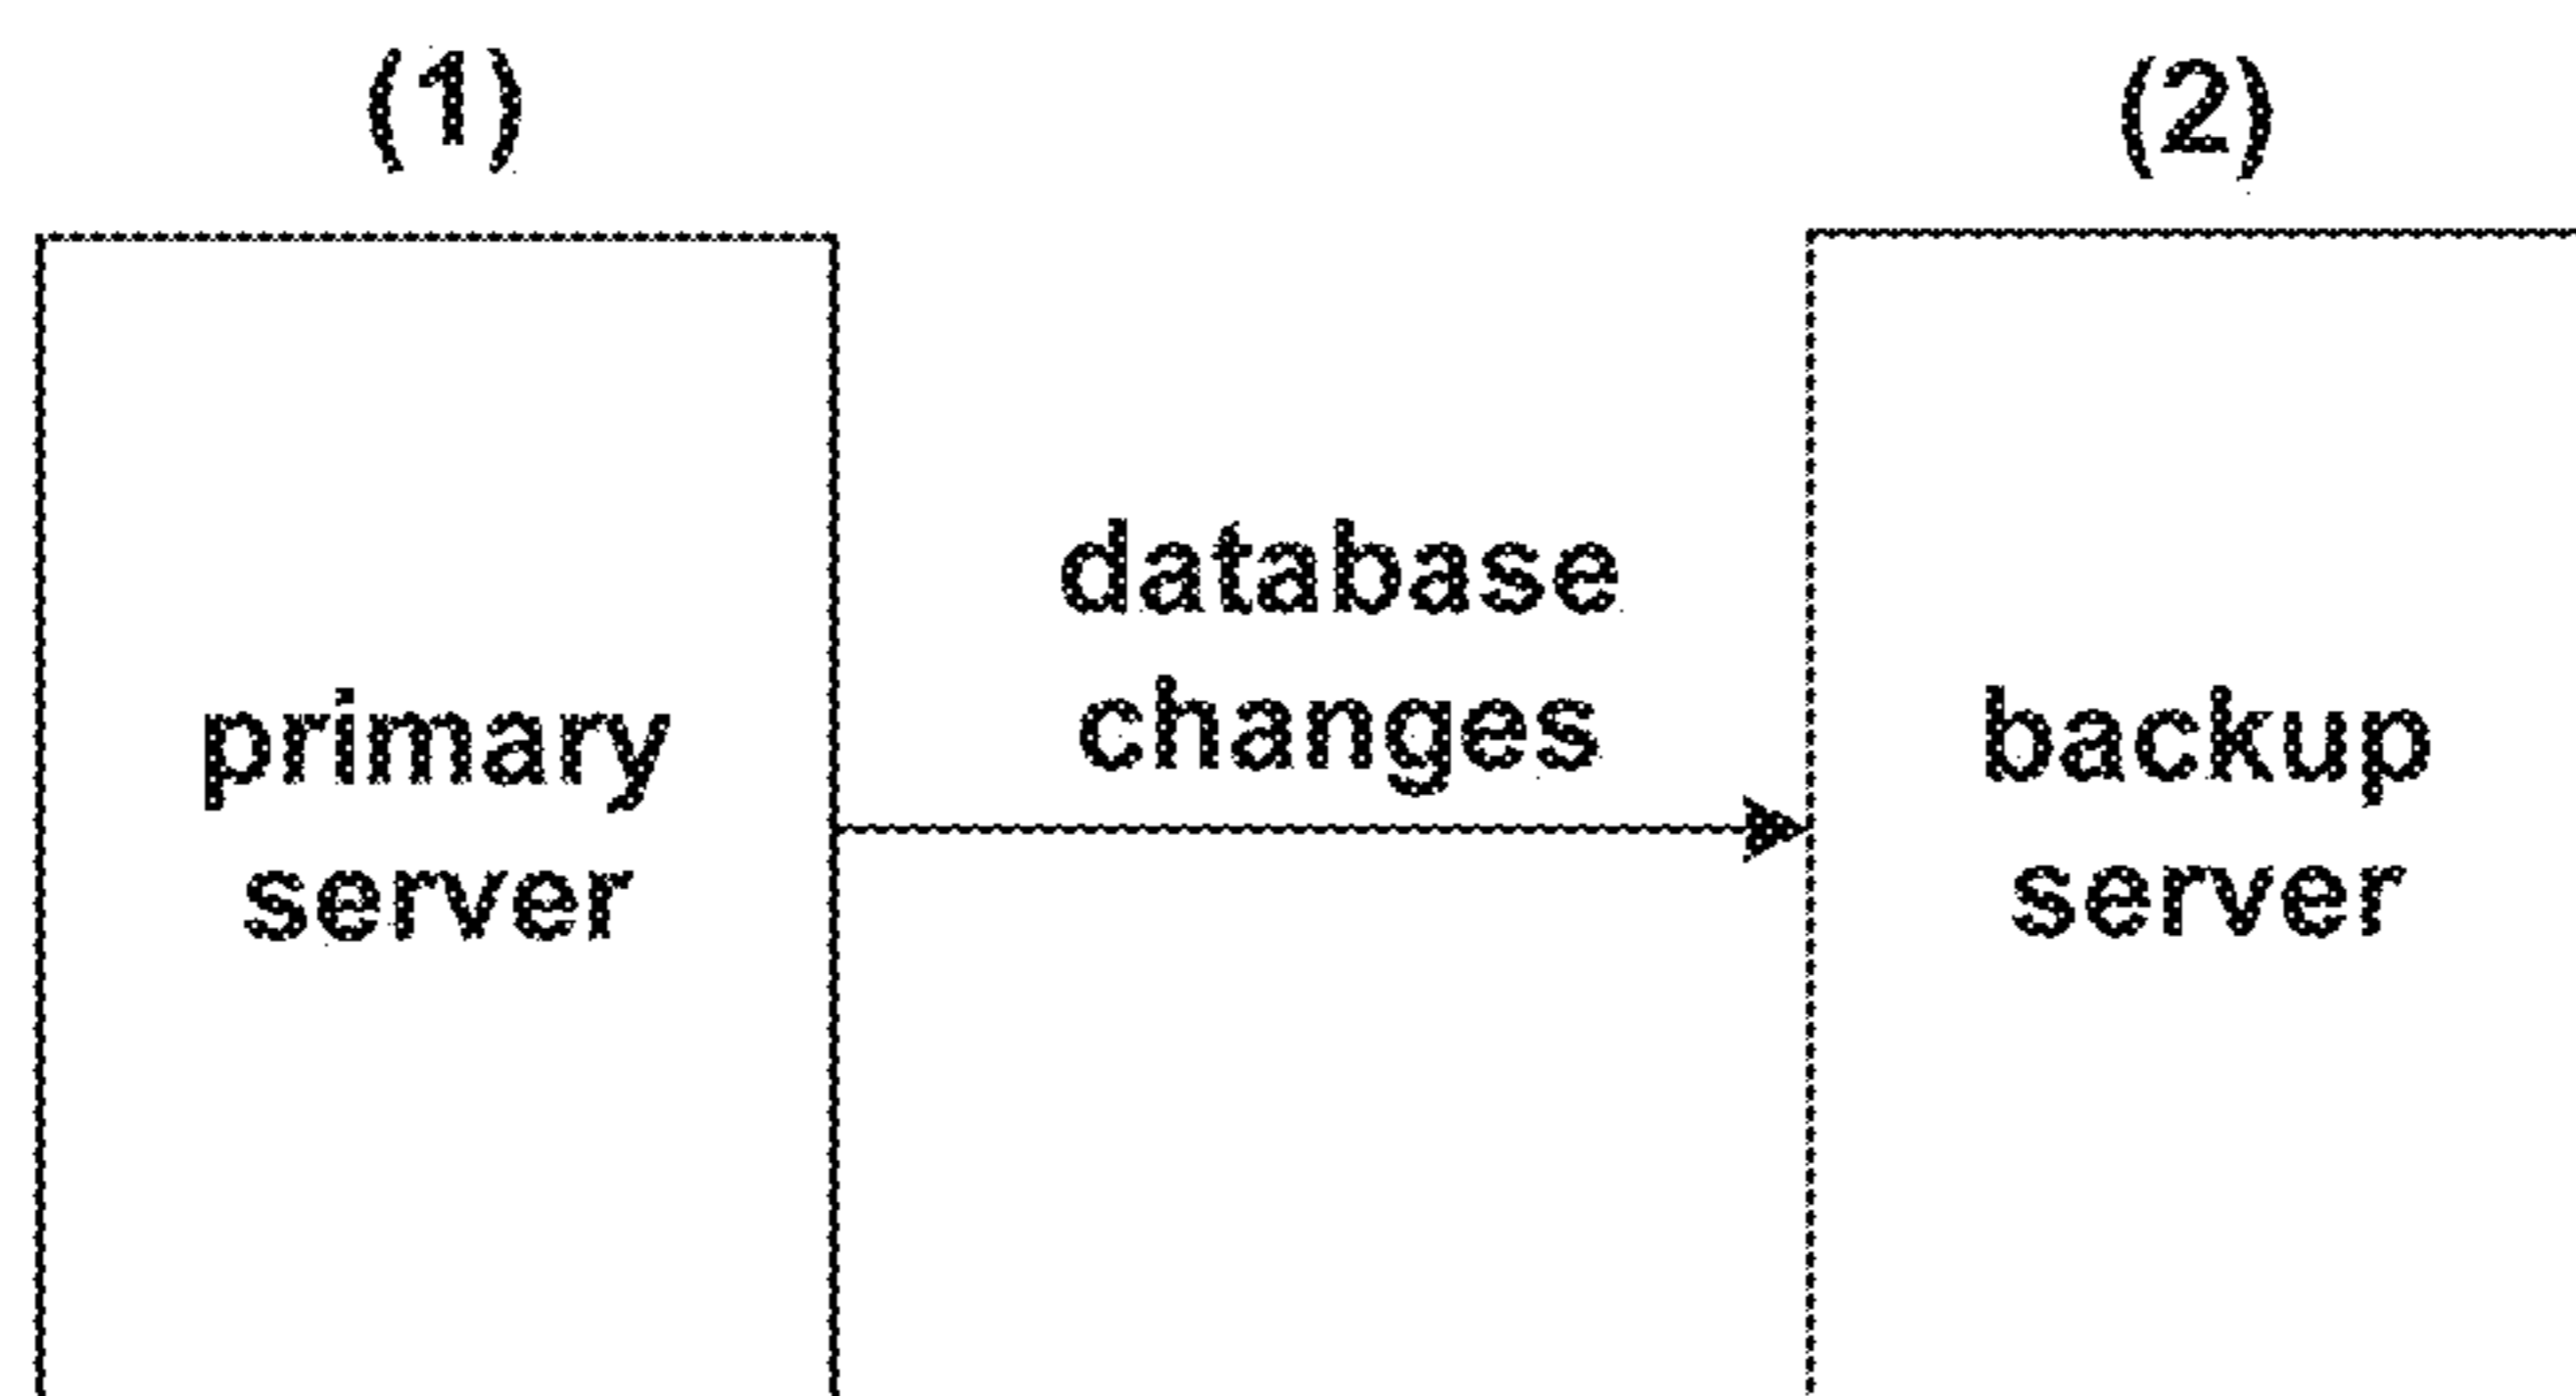 (1)
(2)
primary
server
database
changes
backup
server